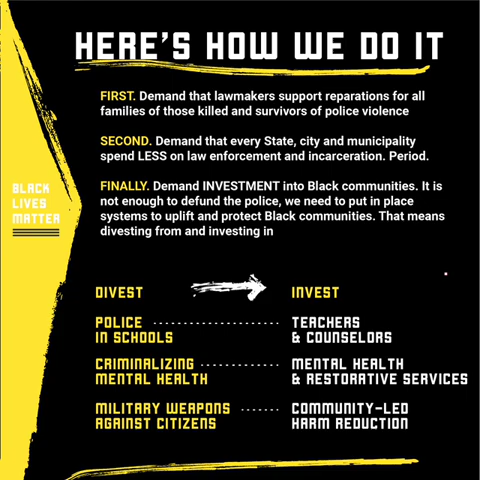 HERE'S HOW WE DO IT
FIRST. Demand that lawmakers support reparations for all
families of those killed and survivors of police violence
SECOND. Demand that every State, city and municipality
spend LESS on law enforcement and incarceration. Period.
FINALLY. Demand INVESTMENT into Black communities. It is
not enough to defund the police, we need to put in place
systems to uplift and protect Black communities. That means
divesting from and investing in
BLACK
LIVES
MATTER
DIVEST
INVEST
POLICE
IN SCHOOLS
TEACHERS
& COUNSELORS
CRIMINALIZING
MENTAL HEALTH
MENTAL HEALTH
& RESTORATIVE SERVICES
MILITARY WEAPONS
AGAINST CITIZENS
COMMUNITY-LED
HARM REDUCTION